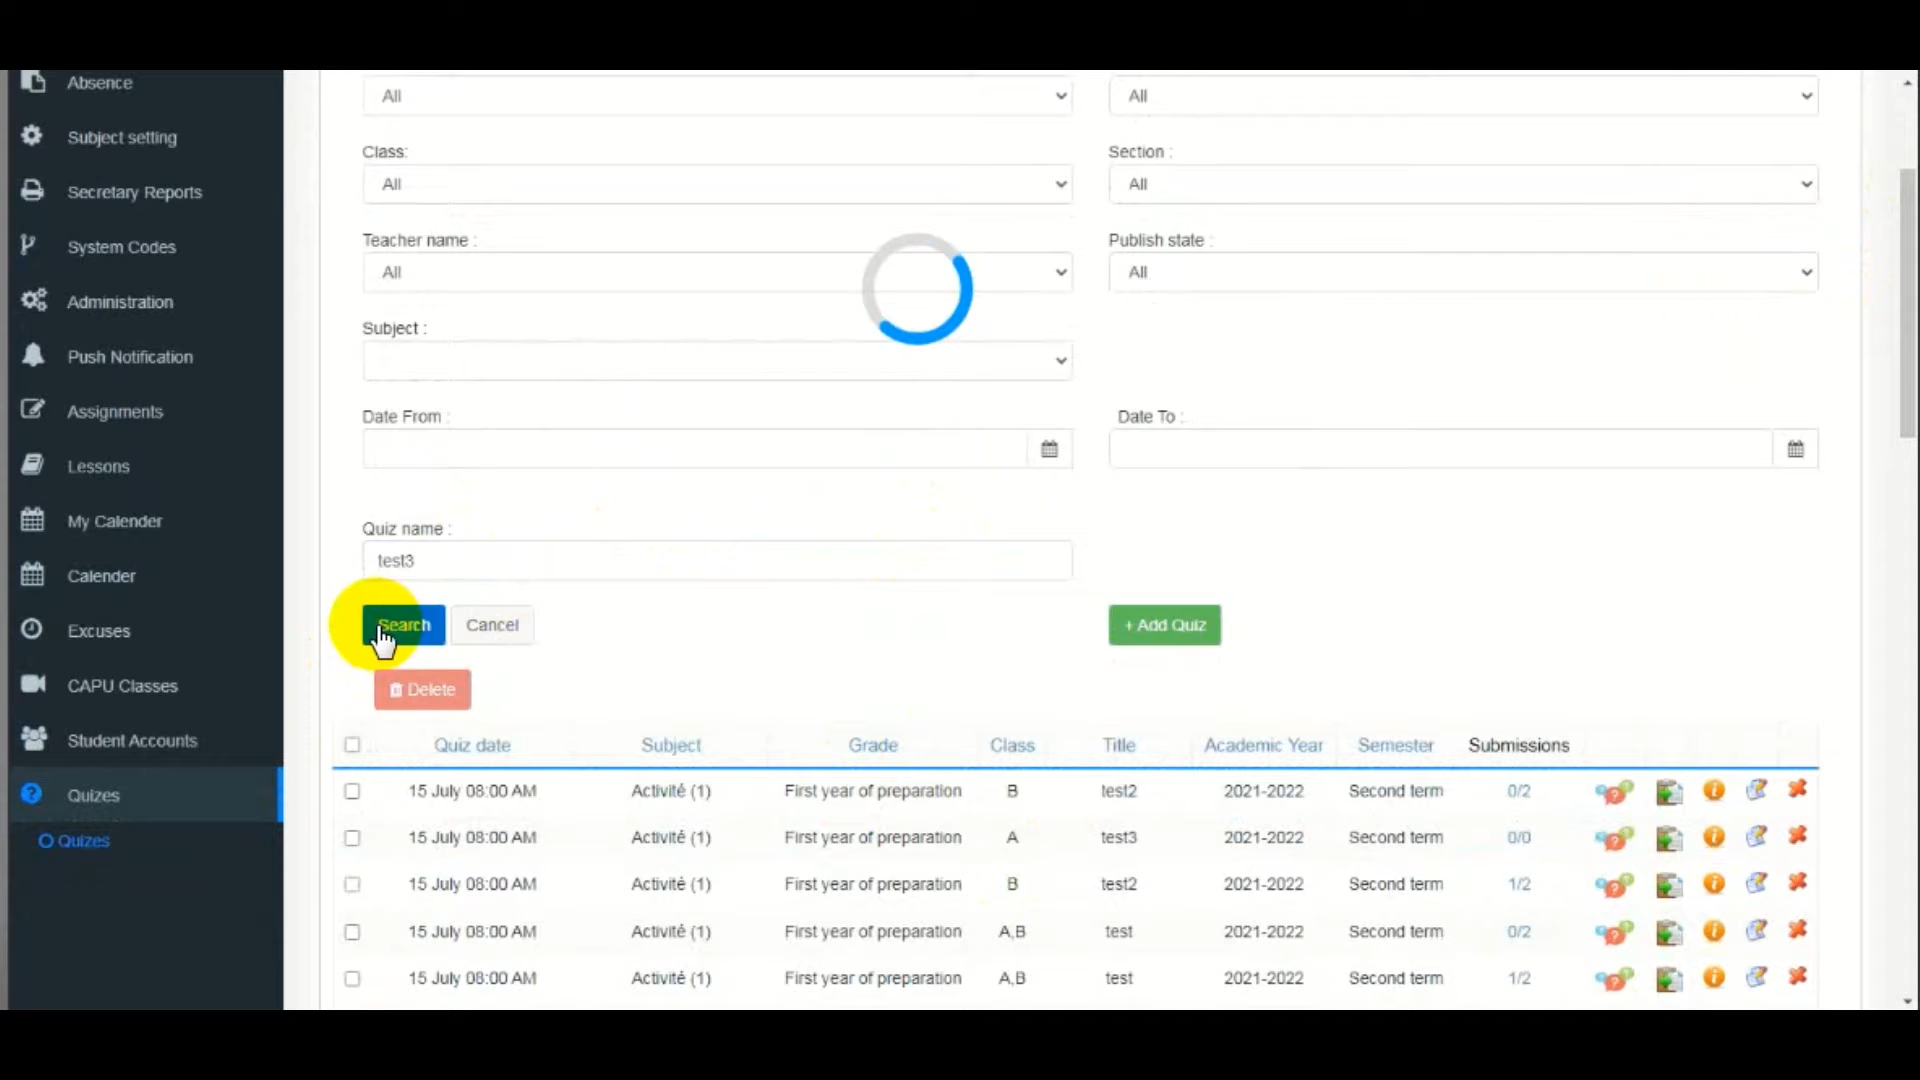 Absence
Subject setting
Secretary Reports
System Codes
Administration
Push Notification
Assignments
Lessons
My Calender
Calender
Excuses
CAPU Classes
Student Accounts
Quizes
Quizes
All
All
Class:
Section :
All
All
Teacher name :
Publish state :
All
All
Subject :
Date From :
Date To :
Quiz name :
test3
Search Cancel
+ Add Quiz
Delete
Quiz date Subject Grade Class Title Academic Year Semester Submissions
15 July 08:00 AM Activité (1) First year of preparation B test2 2021-2022 Second term 0/2
15 July 08:00 AM Activité (1) First year of preparation A test3 2021-2022 Second term 0/0
15 July 08:00 AM Activité (1) First year of preparation B test2 2021-2022 Second term 1/2
15 July 08:00 AM Activité (1) First year of preparation A,B test 2021-2022 Second term 0/2
15 July 08:00 AM Activité (1) First year of preparation A,B test 2021-2022 Second term 1/2